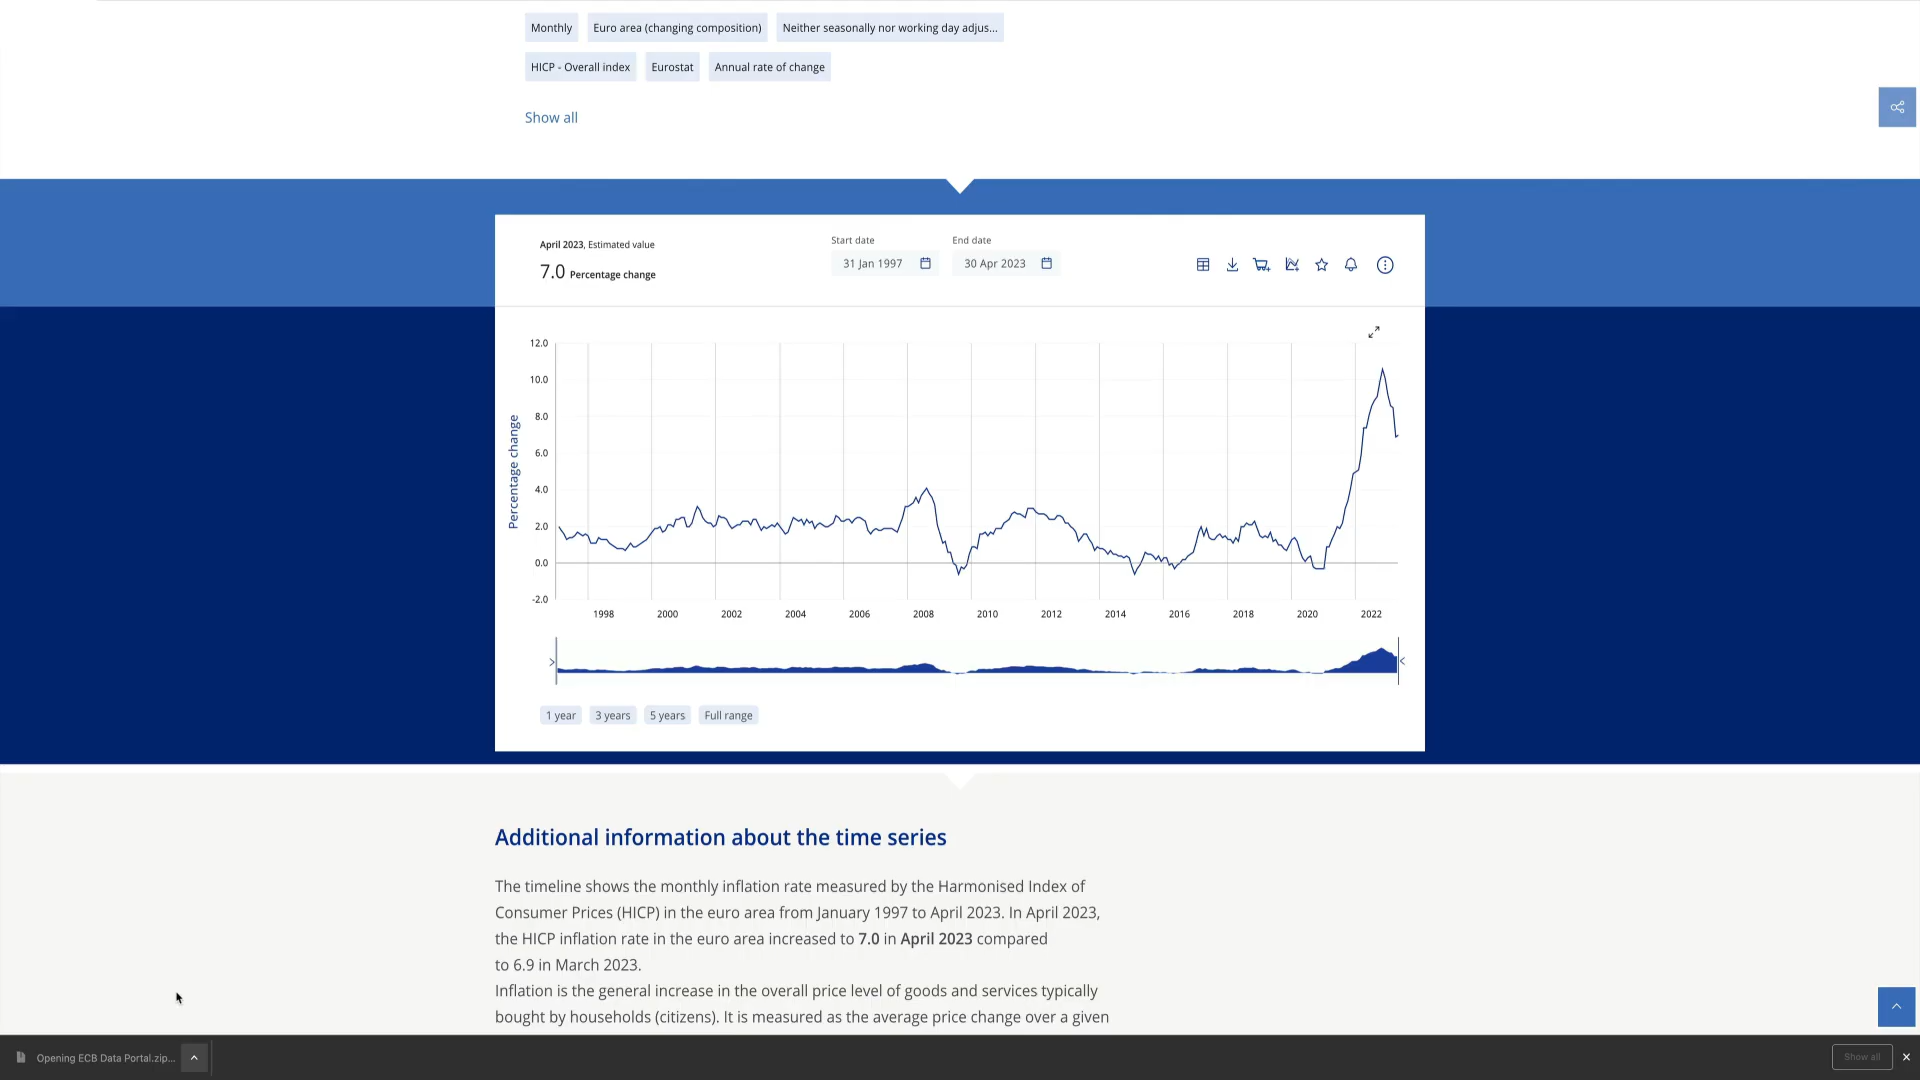 Monthly
Euro area (changing composition)
Neither seasonally nor working day adjus...
HICP - Overall index
Eurostat
Annual rate of change
Show all
April 2023, Estimated value
7.0 Percentage change
Start date
31 Jan 1997
End date
30 Apr 2023
Percentage change
12.0
10.0
8.0
6.0
4.0
2.0
0.0
-2.0
1998 2000 2002 2004 2006 2008 2010 2012 2014 2016 2018 2020 2022
1 year
3 years
5 years
Full range
Additional information about the time series
The timeline shows the monthly inflation rate measured by the Harmonised Index of
Consumer Prices (HICP) in the euro area from January 1997 to April 2023. In April 2023,
the HICP inflation rate in the euro area increased to 7.0 in April 2023 compared
to 6.9 in March 2023.
Inflation is the general increase in the overall price level of goods and services typically
bought by households (citizens). It is measured as the average price change over a given
Opening ECB Data Portal.zip...
Show all